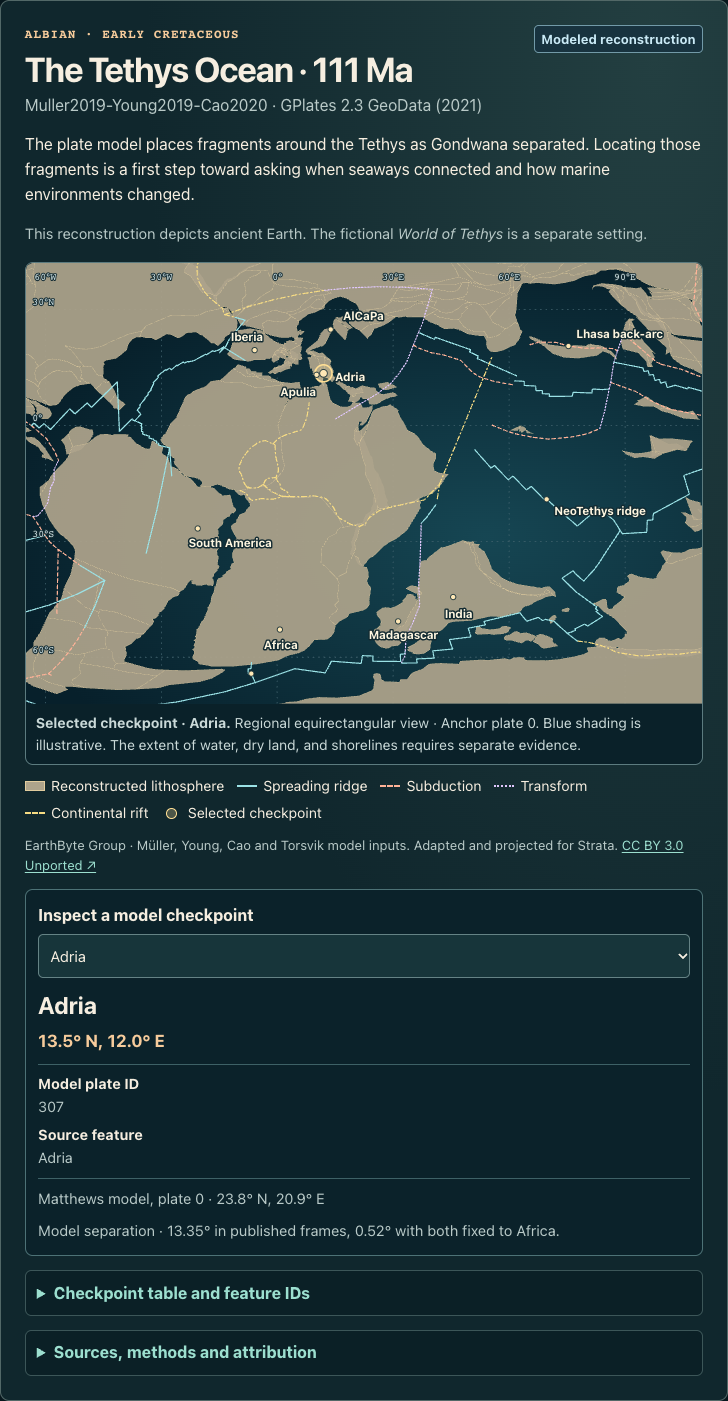 ALBIAN · EARLY CRETACEOUS
Modeled reconstruction
The Tethys Ocean · 111 Ma
Muller2019-Young2019-Cao2020 · GPlates 2.3 GeoData (2021)
The plate model places fragments around the Tethys as Gondwana separated. Locating those
fragments is a first step toward asking when seaways connected and how marine
environments changed.
This reconstruction depicts ancient Earth. The fictional World of Tethys is a separate setting.
60°W
30°W
0°
30°E
60°E
90°E
30°N
AlCaPa
Iberia
Lhasa back-arc
Adria
Apulia
0°
NeoTethys ridge
30°S
South America
India
Madagascar
Africa
60°S
Selected checkpoint · Adria. Regional equirectangular view · Anchor plate 0. Blue shading is
illustrative. The extent of water, dry land, and shorelines requires separate evidence.
Reconstructed lithosphere
Spreading ridge
Subduction
Transform
Continental rift
Selected checkpoint
EarthByte Group · Müller, Young, Cao and Torsvik model inputs. Adapted and projected for Strata. CC BY 3.0
Unported ↗
Inspect a model checkpoint
Adria
Adria
13.5° N, 12.0° E
Model plate ID
307
Source feature
Adria
Matthews model, plate 0 · 23.8° N, 20.9° E
Model separation · 13.35° in published frames, 0.52° with both fixed to Africa.
▶ Checkpoint table and feature IDs
▶ Sources, methods and attribution